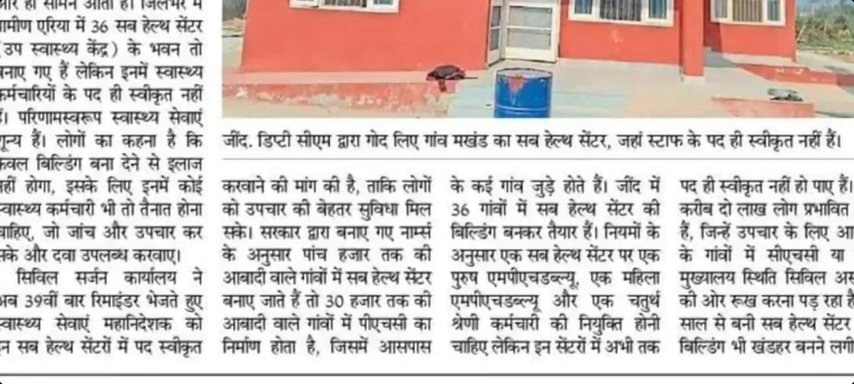 ग्रामीण एरिया में 36 सब हेल्थ सेंटर
(उप स्वास्थ्य केंद्र) के भवन तो
बनाए गए हैं लेकिन इनमें स्वास्थ्य
कर्मचारियों के पद ही स्वीकृत नहीं
हैं। परिणामस्वरूप स्वास्थ्य सेवाएं
शून्य हैं। लोगों का कहना है कि
केवल बिल्डिंग बना देने से इलाज
नहीं होगा, इसके लिए इनमें कोई
स्वास्थ्य कर्मचारी भी तो तैनात होना
चाहिए, जो जांच और उपचार कर
सके और दवा उपलब्ध करवाए।
सिविल सर्जन कार्यालय ने
अब 39वीं बार रिमाइंडर भेजते हुए
स्वास्थ्य सेवाएं महानिदेशक को
इन सब हेल्थ सेंटरों में पद स्वीकृत
जींद. डिप्टी सीएम द्वारा गोद लिए गांव मखंड का सब हेल्थ सेंटर, जहां स्टाफ के पद ही स्वीकृत नहीं हैं।
करवाने की मांग की है, ताकि लोगों
को उपचार की बेहतर सुविधा मिल
सके। सरकार द्वारा बनाए गए नार्म्स
के अनुसार पांच हजार तक की
आबादी वाले गांवों में सब हेल्थ सेंटर
बनाए जाते हैं तो 30 हजार तक की
आबादी वाले गांवों में पीएचसी का
निर्माण होता है, जिसमें आसपास
के कई गांव जुड़े होते हैं। जींद में
36 गांवों में सब हेल्थ सेंटर की
बिल्डिंग बनकर तैयार हैं। नियमों के
अनुसार एक सब हेल्थ सेंटर पर एक
पुरुष एमपीएचडब्ल्यू, एक महिला
एमपीएचडब्ल्यू और एक चतुर्थ
श्रेणी कर्मचारी की नियुक्ति होनी
चाहिए लेकिन इन सेंटरों में अभी तक
पद ही स्वीकृत नहीं हो पाए हैं।
करीब दो लाख लोग प्रभावित
हैं, जिन्हें उपचार के लिए आ
के गांवों में सीएचसी या
मुख्यालय स्थिति सिविल अस
की ओर रूख करना पड़ रहा है
साल से बनी सब हेल्थ सेंटर
बिल्डिंग भी खंडहर बनने लगी